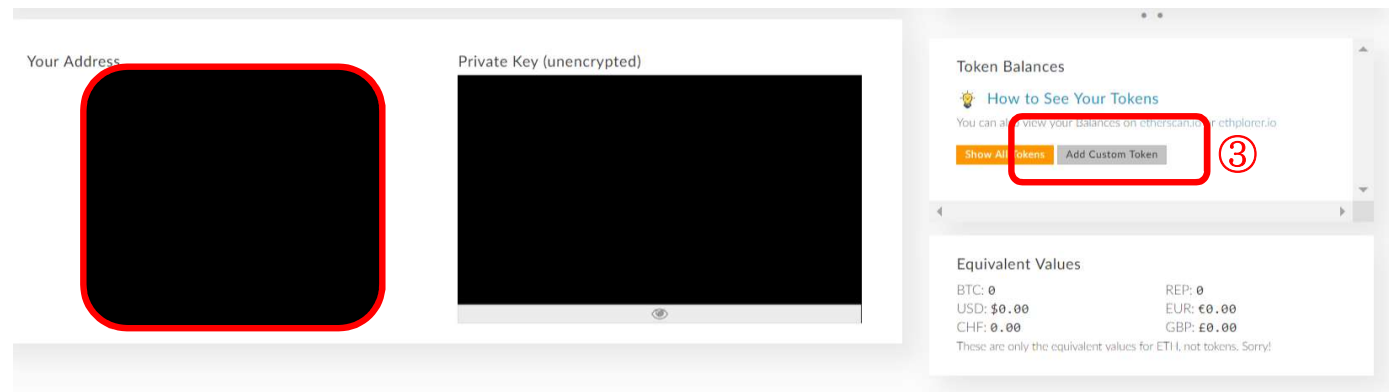 Your Address
Private Key (unencrypted)
Token Balances
How to See Your Tokens
You can also view your Balances on etherscan.io or ethplorer.io
Show All Tokens
Add Custom Token
③
Equivalent Values
BTC: 0
REP: 0
USD: $0.00
EUR: €0.00
CHF: 0.00
GBP: £0.00
These are only the equivalent values for ETH, not tokens. Sorry!